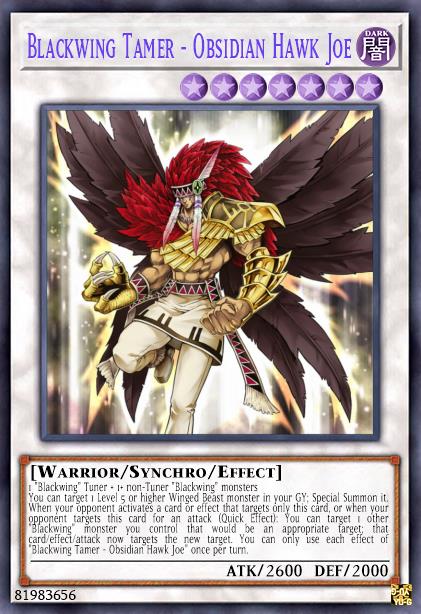 BLACKWING TAMER - OBSIDIAN HAWK JOE
DARK
闇
[WARRIOR/SYNCHRO/EFFECT]
1 "Blackwing" Tuner + 1+ non-Tuner "Blackwing" monsters
You can target 1 Level 5 or higher Winged Beast monster in your GY; Special Summon it.
When your opponent activates a card or effect that targets only this card, or when your
opponent targets this card for an attack (Quick Effect): You can target 1 other
"Blackwing" monster you control that would be an appropriate target; that
card/effect/attack now targets the new target. You can only use each effect of
"Blackwing Tamer - Obsidian Hawk Joe" once per turn.
ATK/2600 DEF/2000
81983656